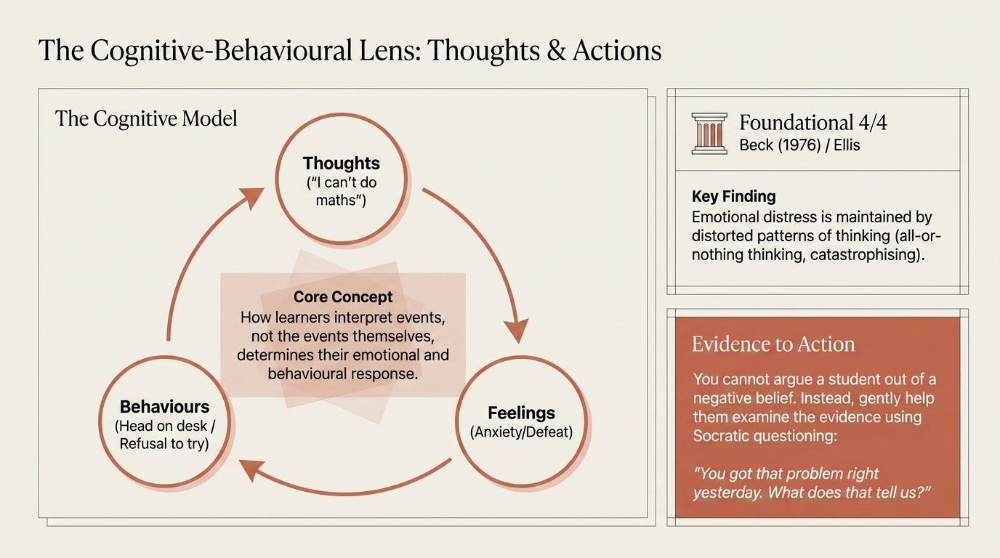 The Cognitive-Behavioural Lens: Thoughts & Actions
The Cognitive Model
Thoughts
("I can't do
maths")
Core Concept
How learners interpret events,
not the events themselves,
determines their emotional and
behavioural response.
Behaviours
(Head on desk /
Refusal to try)
Feelings
(Anxiety/Defeat)
Foundational 4/4
Beck (1976) / Ellis
Key Finding
Emotional distress is maintained by
distorted patterns of thinking (all-or-
nothing thinking, catastrophising).
Evidence to Action
You cannot argue a student out of a
negative belief. Instead, gently help
them examine the evidence using
Socratic questioning:
"You got that problem right
yesterday. What does that tell us?"